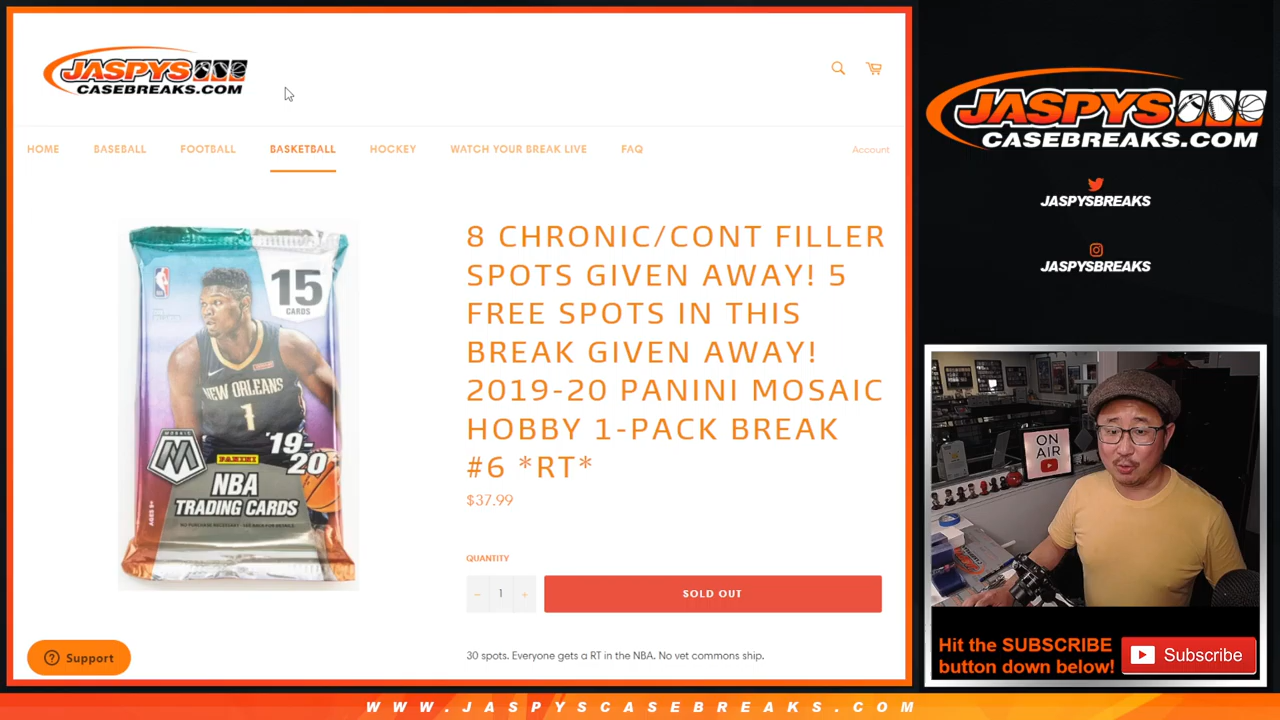 JASPYS
CASEBREAKS.COM
HOME
BASEBALL
FOOTBALL
BASKETBALL
HOCKEY
WATCH YOUR BREAK LIVE
FAQ
Account
15
CARDS
NEW ORLEANS
1
MOSAIC
PANINI
'19-
20
NBA
TRADING CARDS
AGES 9+
8 CHRONIC/CONT FILLER
SPOTS GIVEN AWAY! 5
FREE SPOTS IN THIS
BREAK GIVEN AWAY!
2019-20 PANINI MOSAIC
HOBBY 1-PACK BREAK
#6 *RT*
$37.99
QUANTITY
− 1 +
SOLD OUT
30 spots. Everyone gets a RT in the NBA. No vet commons ship.
Support
JASPYS
CASEBREAKS.COM
JASPYSBREAKS
JASPYSBREAKS
ON
AIR
Hit the SUBSCRIBE
button down below!
Subscribe
WWW.JASPYSCASEBREAKS.COM